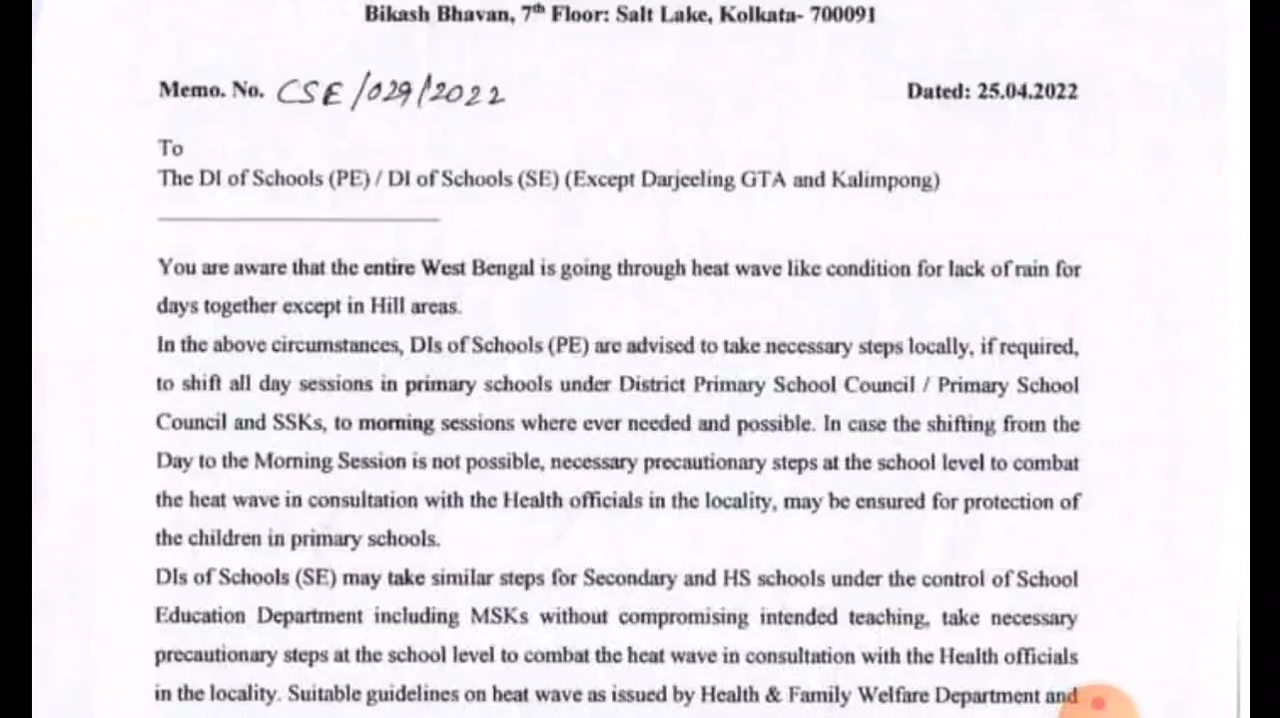 Bikash Bhavan, 7th Floor: Salt Lake, Kolkata- 700091
Memo. No. CSE/029/2022 Dated: 25.04.2022
To
The DI of Schools (PE) / DI of Schools (SE) (Except Darjeeling GTA and Kalimpong)
You are aware that the entire West Bengal is going through heat wave like condition for lack of rain for
days together except in Hill areas.
In the above circumstances, DIs of Schools (PE) are advised to take necessary steps locally, if required,
to shift all day sessions in primary schools under District Primary School Council / Primary School
Council and SSKs, to morning sessions where ever needed and possible. In case the shifting from the
Day to the Morning Session is not possible, necessary precautionary steps at the school level to combat
the heat wave in consultation with the Health officials in the locality, may be ensured for protection of
the children in primary schools.
DIs of Schools (SE) may take similar steps for Secondary and HS schools under the control of School
Education Department including MSKs without compromising intended teaching, take necessary
precautionary steps at the school level to combat the heat wave in consultation with the Health officials
in the locality. Suitable guidelines on heat wave as issued by Health & Family Welfare Department and